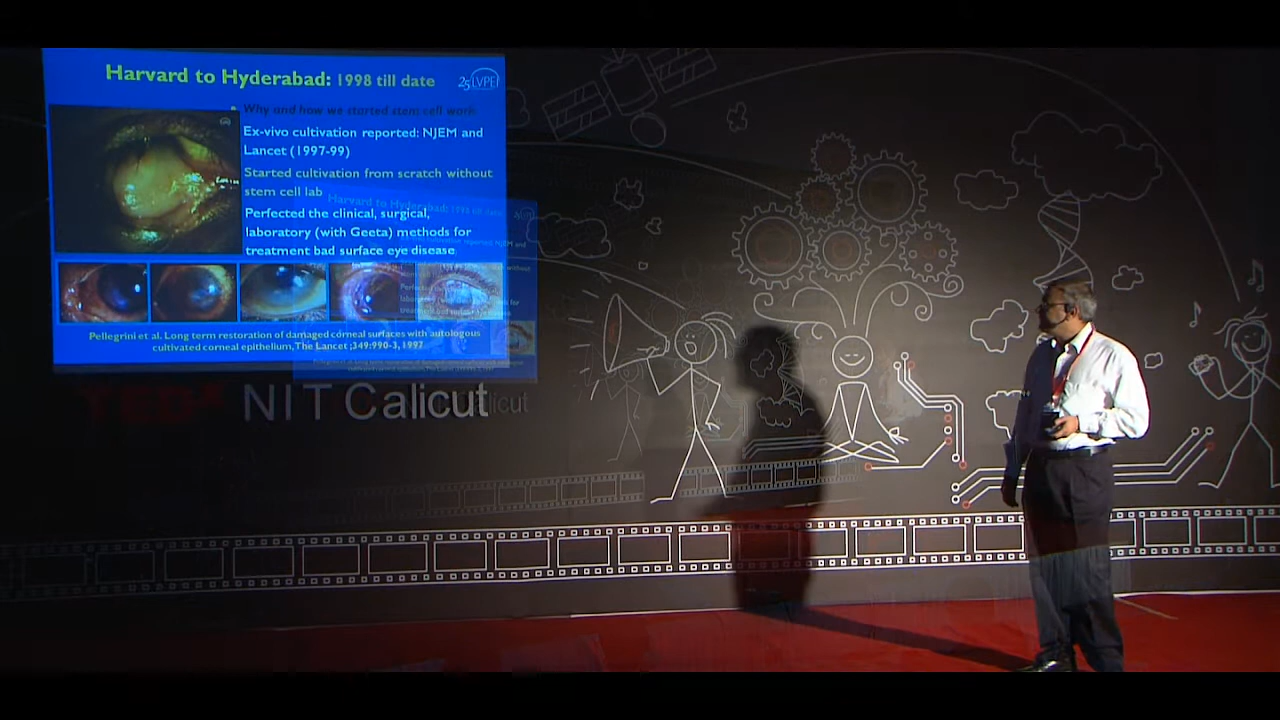 Harvard to Hyderabad: 1998 till date
25 LVPEI
Why and how we started stem cell work
Ex-vivo cultivation reported: NJEM and
Lancet (1997-99)
Started cultivation from scratch without
stem cell lab
Perfected the clinical, surgical,
laboratory (with Geeta) methods for
treatment bad surface eye disease
Pellegrini et al. Long term restoration of damaged corneal surfaces with autologous
cultivated corneal epithelium, The Lancet ;349:990-3, 1997
TEDx NIT Calicut